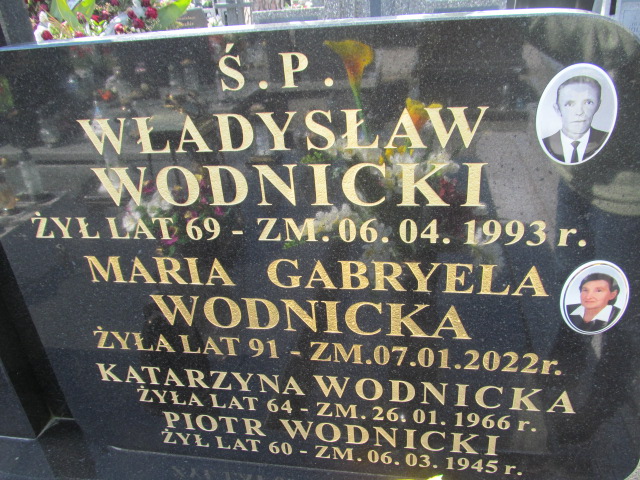 Ś.P.
WŁADYSŁAW
WODNICKI
ŻYŁ LAT 69 - ZM. 06. 04. 1993 r.
MARIA GABRYELA
WODNICKA
ŻYŁA LAT 91 - ZM.07.01.2022r.
KATARZYNA WODNICKA
ŻYŁA LAT 64 - ZM. 26. 01. 1966 r.
PIOTR WODNICKI
ŻYŁ LAT 60 - ZM. 06. 03. 1945 r.